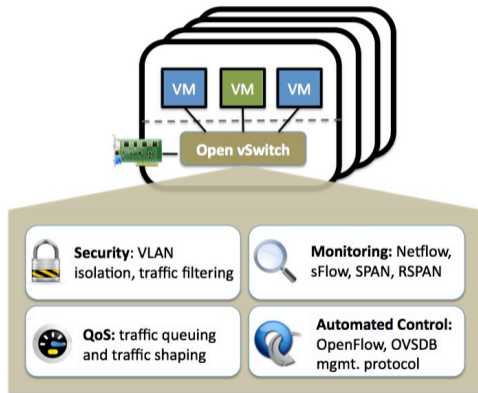 VM VM VM
Open vSwitch
Security: VLAN
isolation, traffic filtering
Monitoring: Netflow,
sFlow, SPAN, RSPAN
QoS: traffic queuing
and traffic shaping
Automated Control:
OpenFlow, OVSDB
mgmt. protocol